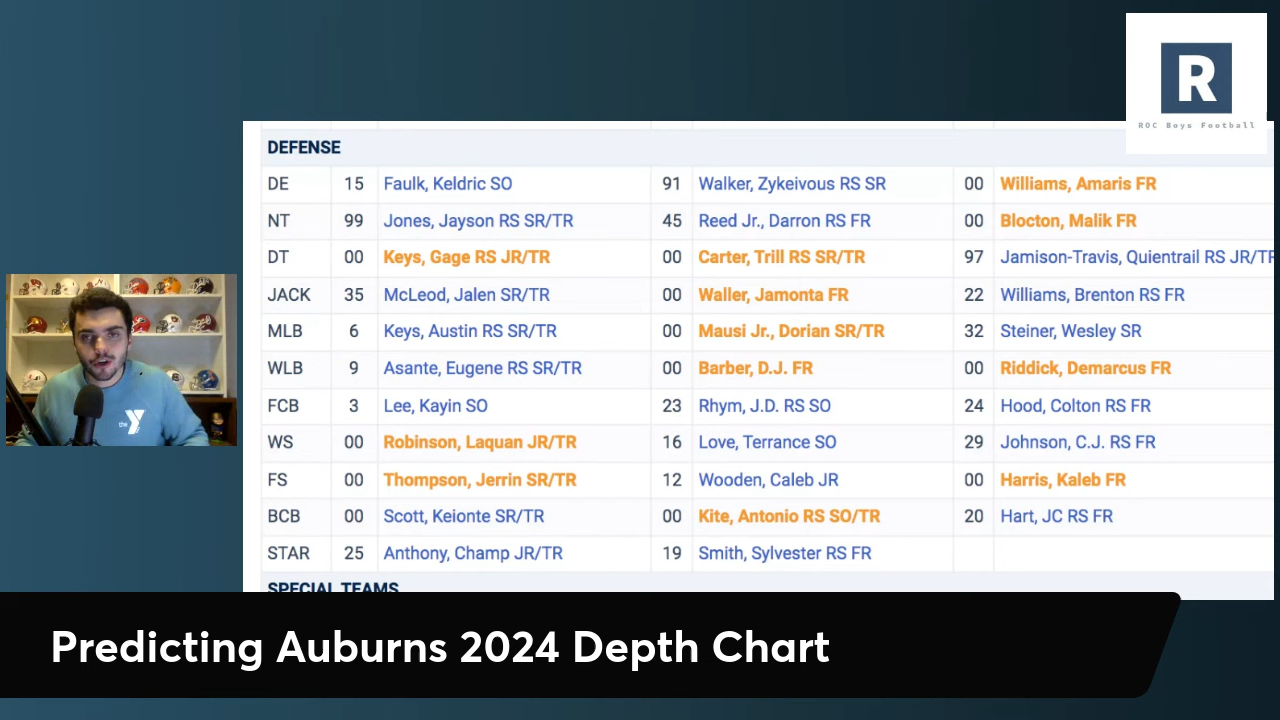 R
ROC Boys Football
DEFENSE
DE 15 Faulk, Keldric SO 91 Walker, Zykeivous RS SR 00 Williams, Amaris FR
NT 99 Jones, Jayson RS SR/TR 45 Reed Jr., Darron RS FR 00 Blocton, Malik FR
DT 00 Keys, Gage RS JR/TR 00 Carter, Trill RS SR/TR 97 Jamison-Travis, Quientrail RS JR/TR
JACK 35 McLeod, Jalen SR/TR 00 Waller, Jamonta FR 22 Williams, Brenton RS FR
MLB 6 Keys, Austin RS SR/TR 00 Mausi Jr., Dorian SR/TR 32 Steiner, Wesley SR
WLB 9 Asante, Eugene RS SR/TR 00 Barber, D.J. FR 00 Riddick, Demarcus FR
FCB 3 Lee, Kayin SO 23 Rhym, J.D. RS SO 24 Hood, Colton RS FR
WS 00 Robinson, Laquan JR/TR 16 Love, Terrance SO 29 Johnson, C.J. RS FR
FS 00 Thompson, Jerrin SR/TR 12 Wooden, Caleb JR 00 Harris, Kaleb FR
BCB 00 Scott, Keionte SR/TR 00 Kite, Antonio RS SO/TR 20 Hart, JC RS FR
STAR 25 Anthony, Champ JR/TR 19 Smith, Sylvester RS FR
SPECIAL TEAMS
the Y
Predicting Auburns 2024 Depth Chart